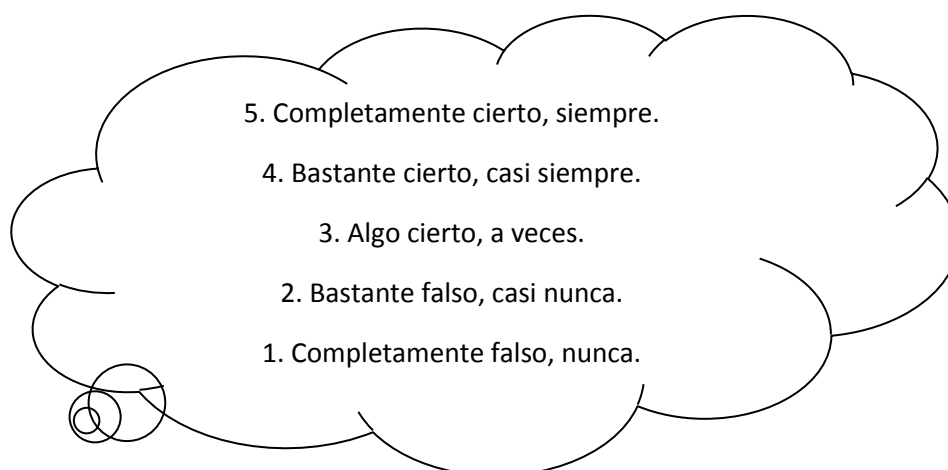 5. Completamente cierto, siempre.
4. Bastante cierto, casi siempre.
3. Algo cierto, a veces.
2. Bastante falso, casi nunca.
1. Completamente falso, nunca.